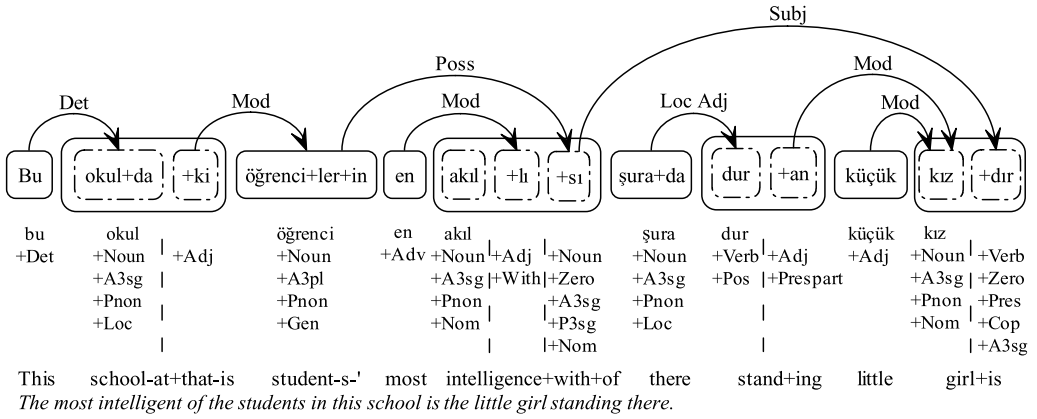 Subj
Poss Mod
Det Mod Mod Loc Adj Mod
Bu okul+da +ki öğrenci+ler+in en akıl +lı +sı şura+da dur +an küçük kız +dır
bu okul öğrenci en akıl şura dur küçük kız
+Det +Noun +Adj +Noun +Adv +Noun +Adj +Noun +Noun +Verb +Adj +Adj +Noun +Verb
+A3sg +A3pl +A3sg +With +Zero +A3sg +Pos +Prespart +A3sg +Zero
+Pnon +Pnon +Pnon +A3sg +Pnon +Pnon +Pres
+Loc +Gen +Nom +P3sg +Loc +Nom +Cop
+Nom +A3sg
This school-at+that-is student-s-' most intelligence+with+of there stand+ing little girl+is
The most intelligent of the students in this school is the little girl standing there.